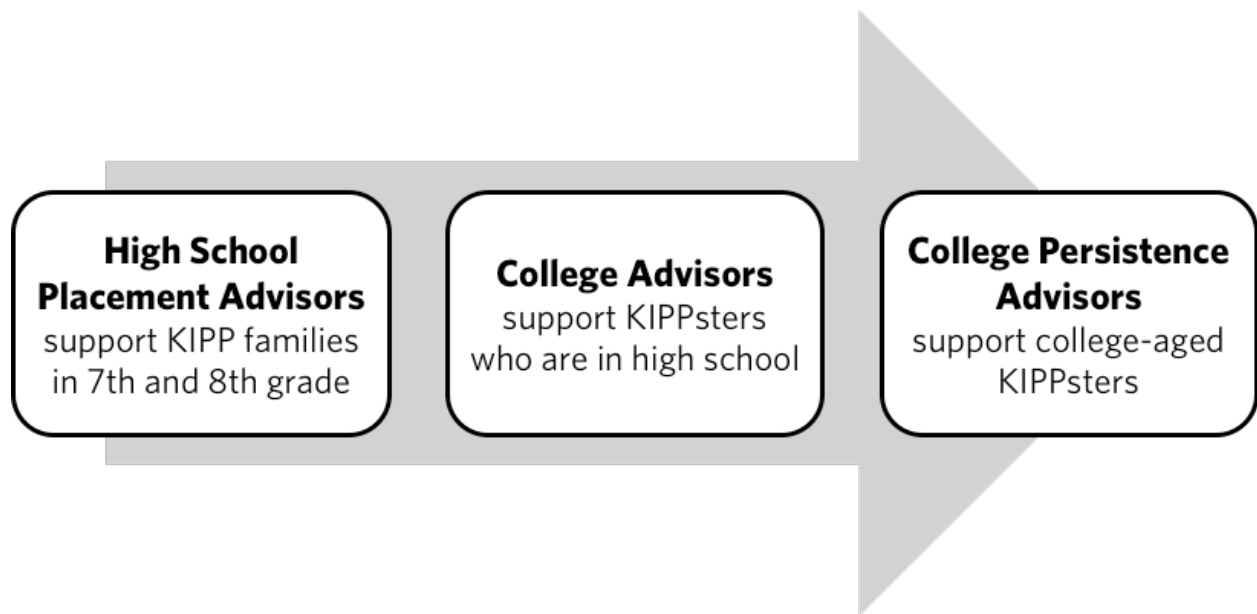 High School
Placement Advisors
support KIPP families
in 7th and 8th grade
College Advisors
support KIPPsters
who are in high school
College Persistence
Advisors
support college-aged
KIPPsters